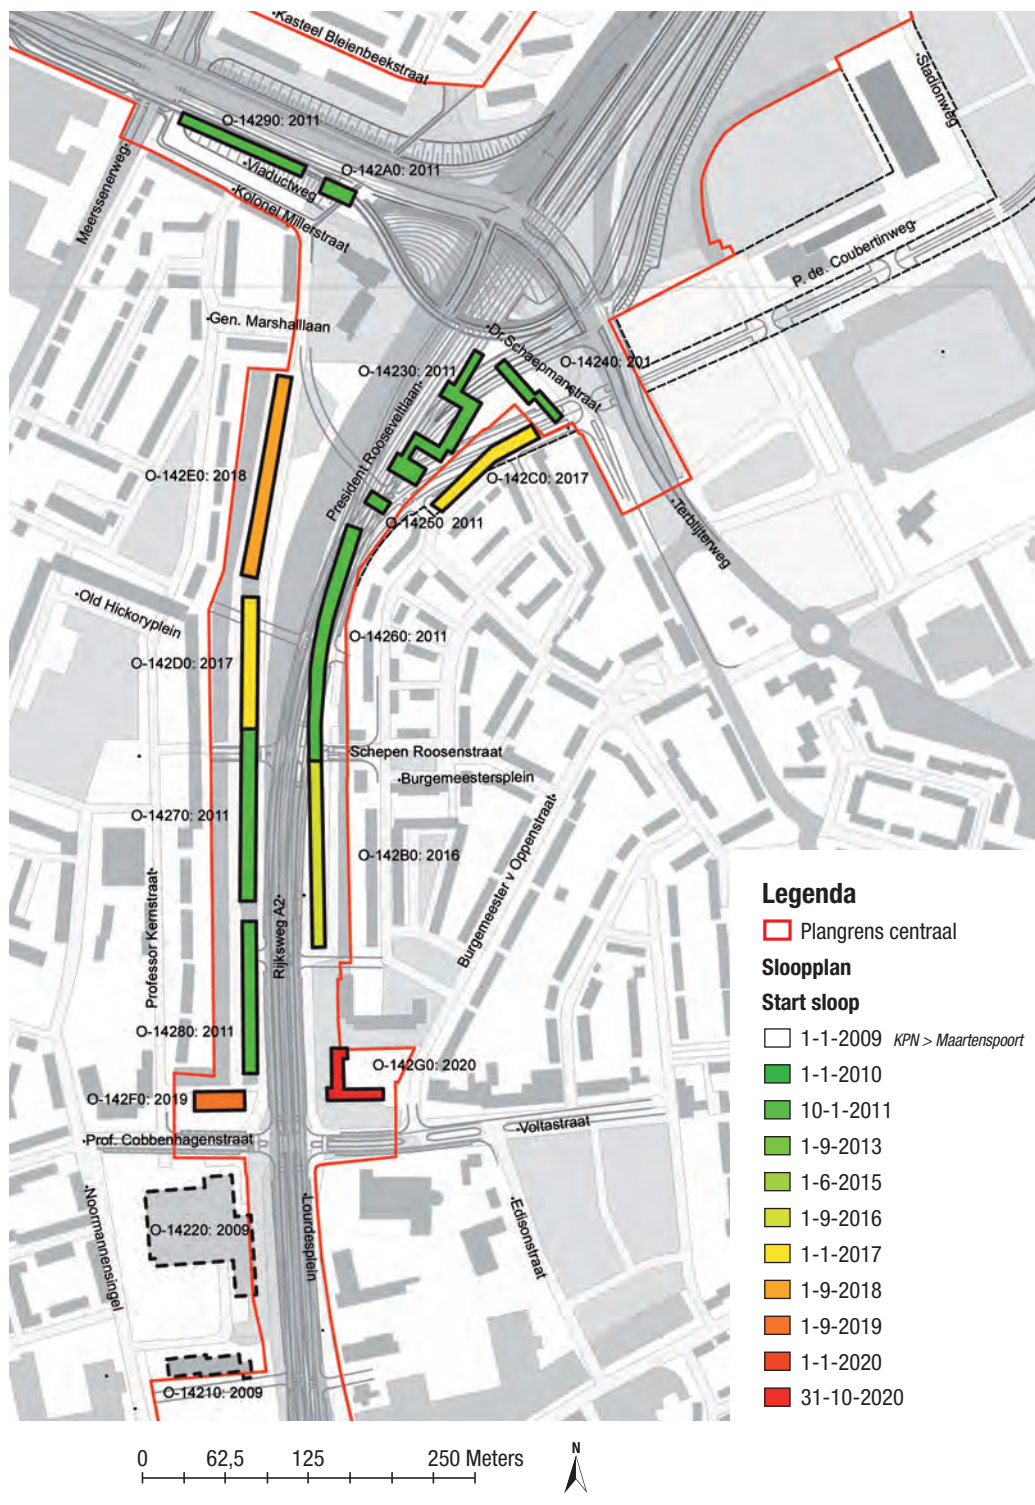 Kasteel Bleienbeekstraat
Stadionweg
O-14290: 2011
O-142A0: 2011
Viaductweg
Kolonel Millerstraat
Meerssenerweg
P. de. Coubertinweg
Gen. Marshalllaan
Dr.Schaepmanstraat
O-14240: 201
O-14230: 2011
President Rooseveltlaan
O-142E0: 2018
O-142C0: 2017
O-14250 2011
Terblijterweg
Old Hickoryplein
O-14260: 2011
O-142D0: 2017
Schepen Roosenstraat
Burgemeestersplein
O-14270: 2011
O-142B0: 2016
Burgemeester v Oppenstraat
Professor Kernstraat
Rijksweg A2
O-14280: 2011
O-142G0: 2020
O-142F0: 2019
Voltastraat
Prof. Cobbenhagenstraat
Noormannensingel
Lourdesplein
Edisonstraat
O-14220: 2009
O-14210: 2009
Legenda
Plangrens centraal
Sloopplan
Start sloop
1-1-2009 KPN > Maartenspoort
1-1-2010
10-1-2011
1-9-2013
1-6-2015
1-9-2016
1-1-2017
1-9-2018
1-9-2019
1-1-2020
31-10-2020
0 62,5 125 250 Meters
N